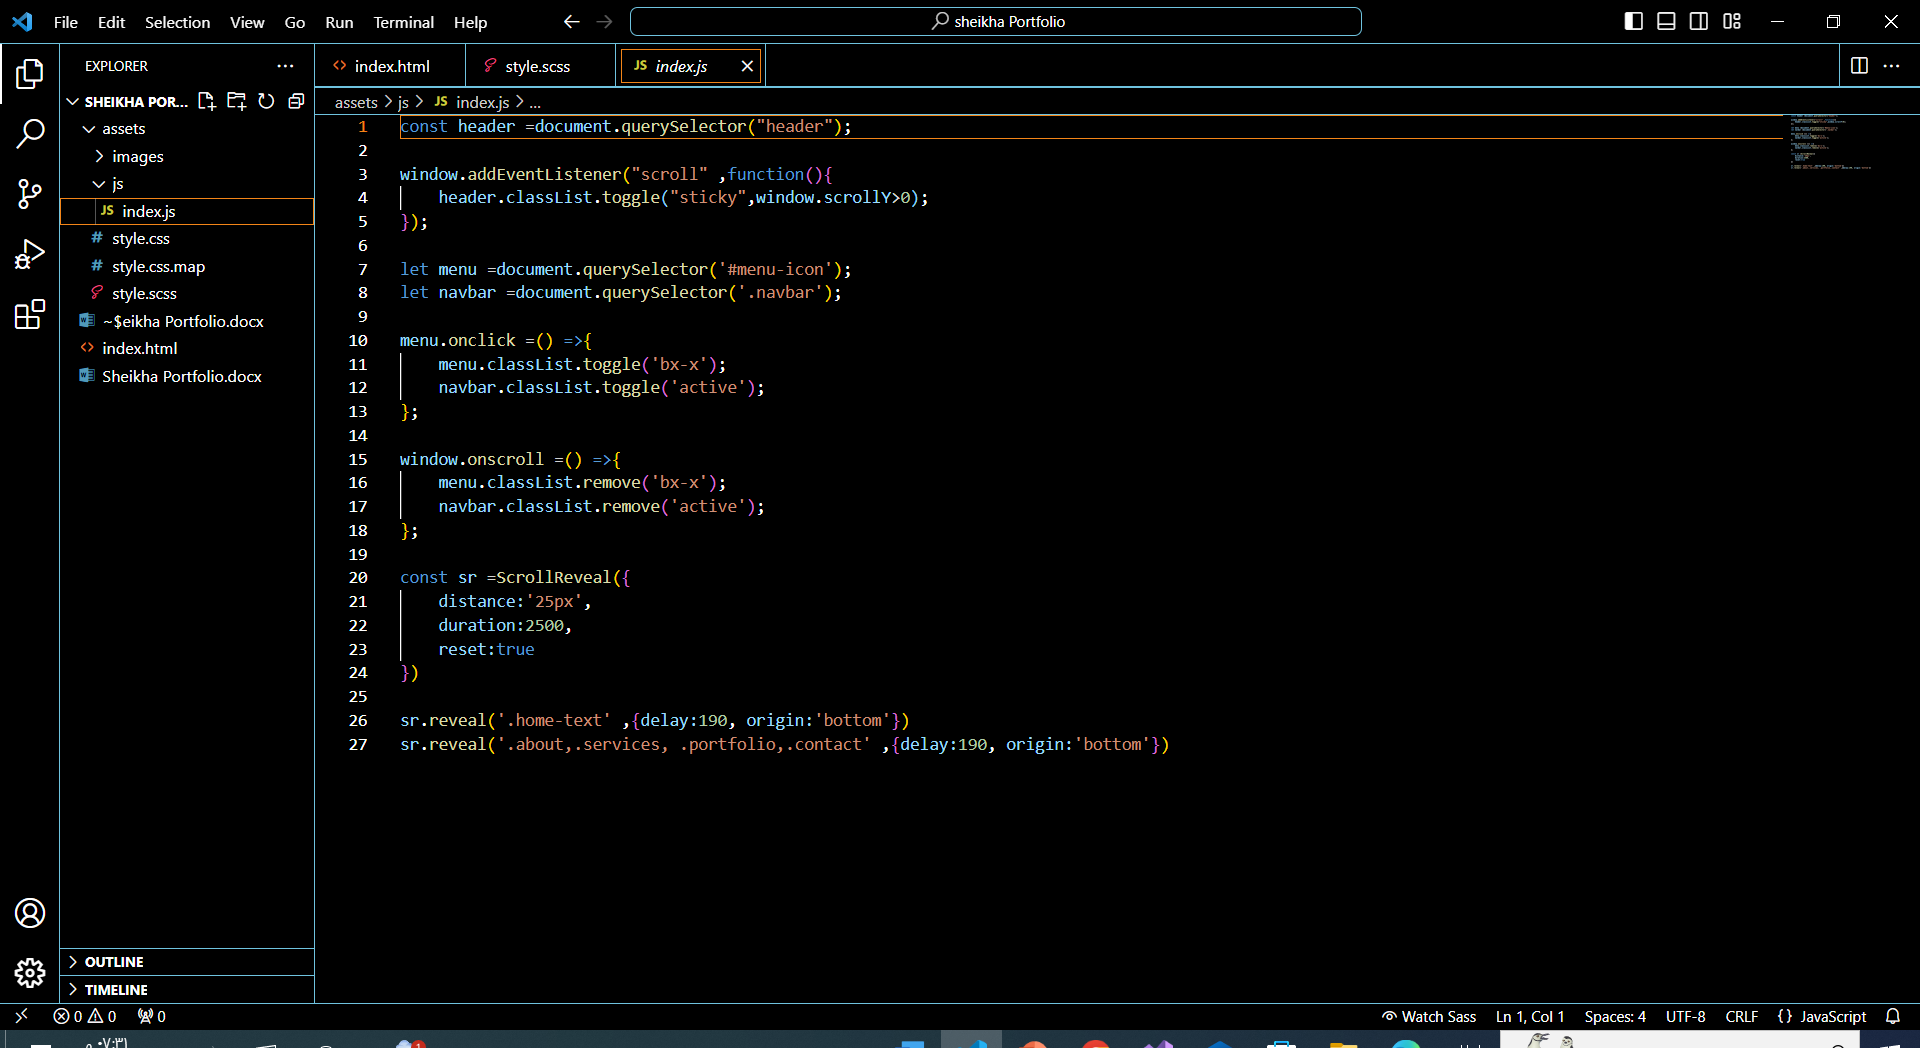 File Edit Selection View Go Run Terminal Help
sheikha Portfolio
EXPLORER
SHEIKHA POR...
assets
images
js
JS index.js
# style.css
# style.css.map
style.scss
~$eikha Portfolio.docx
<> index.html
Sheikha Portfolio.docx
OUTLINE
TIMELINE
<> index.html
style.scss
JS index.js
assets > js > JS index.js > ...
1 const header =document.querySelector("header");
2
3 window.addEventListener("scroll" ,function(){
4     header.classList.toggle("sticky",window.scrollY>0);
5 });
6
7 let menu =document.querySelector('#menu-icon');
8 let navbar =document.querySelector('.navbar');
9
10 menu.onclick =() =>{
11     menu.classList.toggle('bx-x');
12     navbar.classList.toggle('active');
13 };
14
15 window.onscroll =() =>{
16     menu.classList.remove('bx-x');
17     navbar.classList.remove('active');
18 };
19
20 const sr =ScrollReveal({
21     distance:'25px',
22     duration:2500,
23     reset:true
24 })
25
26 sr.reveal('.home-text' ,{delay:190, origin:'bottom'})
27 sr.reveal('.about,.services, .portfolio,.contact' ,{delay:190, origin:'bottom'})
0 0 0
Watch Sass Ln 1, Col 1 Spaces: 4 UTF-8 CRLF {} JavaScript